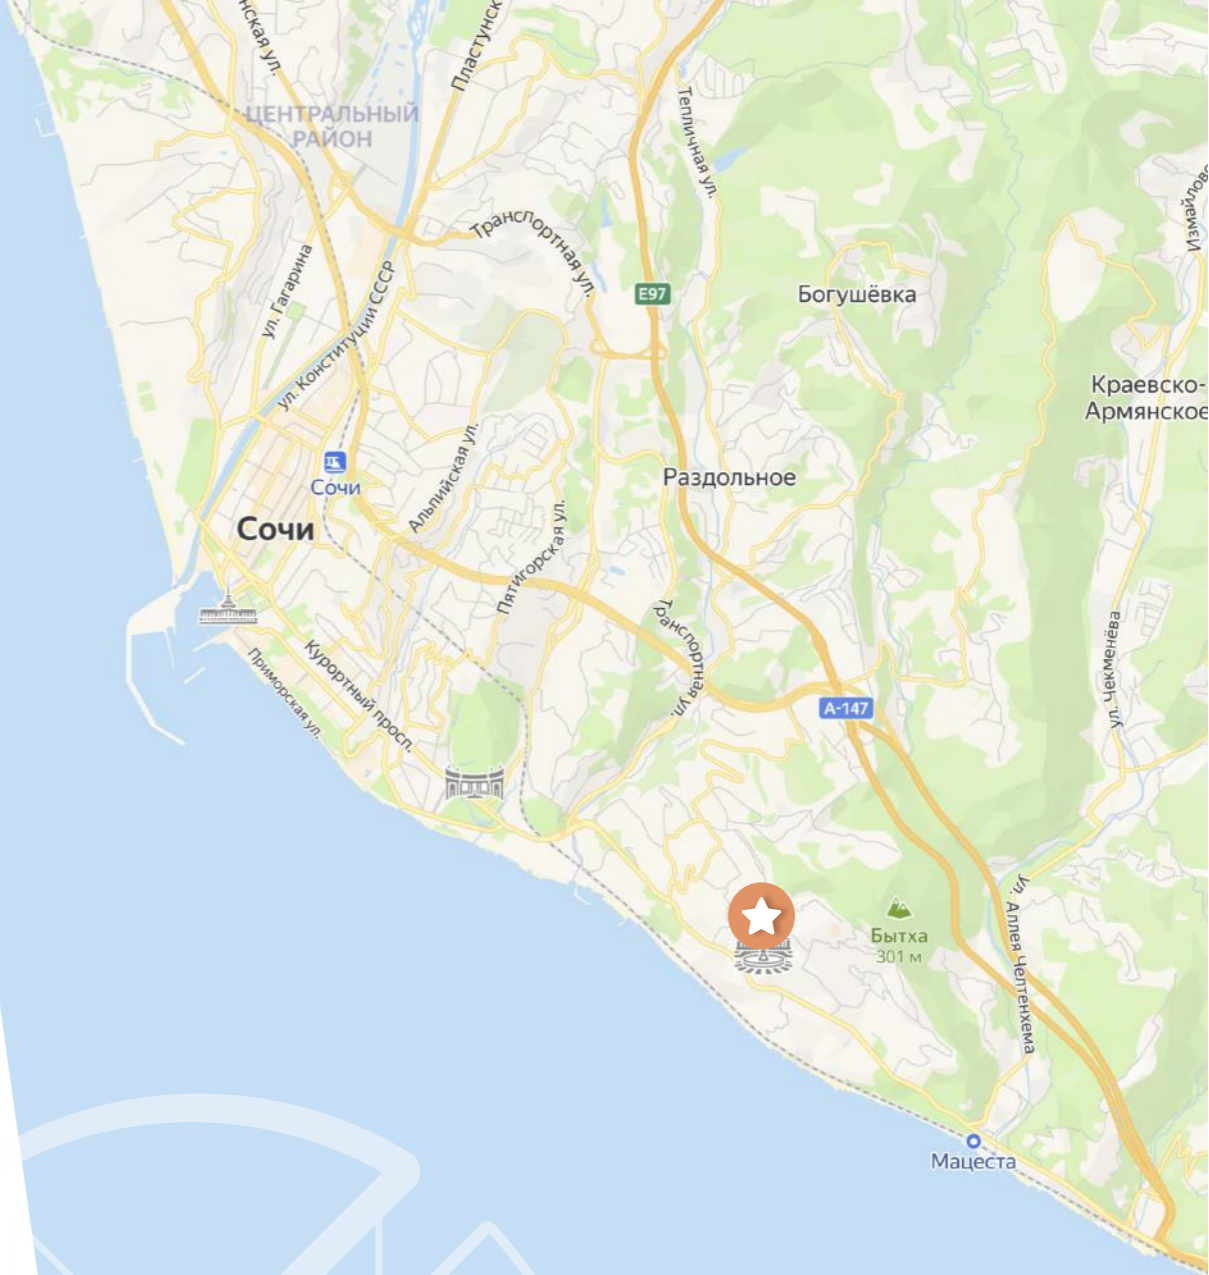 нская ул.
Пластунск
ЦЕНТРАЛЬНЫЙ
РАЙОН
Тепличная ул.
Транспортная ул.
Измайлово
ул. Гагарина
ул. Конституции СССР
E97
Богушёвка
Краевско-
Армянское
Альпийская ул.
Сочи
Раздольное
Сочи
Пятигорская ул.
Транспортная ул.
Приморская ул.
Курортный просп.
А-147
ул. Чекменёва
ул. Аллея Челтенхема
Бытха
301 м
Мацеста